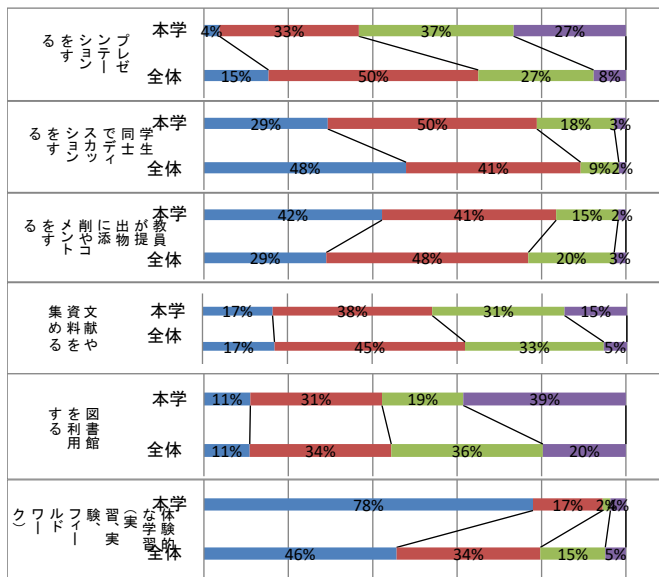 プレゼ
ンテー
ション
をす
る
本学 4% 33% 37% 27%
全体 15% 50% 27% 8%
学生
同士
でディ
スカッ
ション
をす
る
本学 29% 50% 18% 3%
全体 48% 41% 9% 2%
教員
が提
出物
に添
削やコ
メント
をす
る
本学 42% 41% 15% 2%
全体 29% 48% 20% 3%
文献や
資料を
集める
本学 17% 38% 31% 15%
全体 17% 45% 33% 5%
図書館
を利用
する
本学 11% 31% 19% 39%
全体 11% 34% 36% 20%
体験的
な学習
（実
習、実
験、
フィー
ルド
ワー
ク）
本学 78% 17% 2% 4%
全体 46% 34% 15% 5%